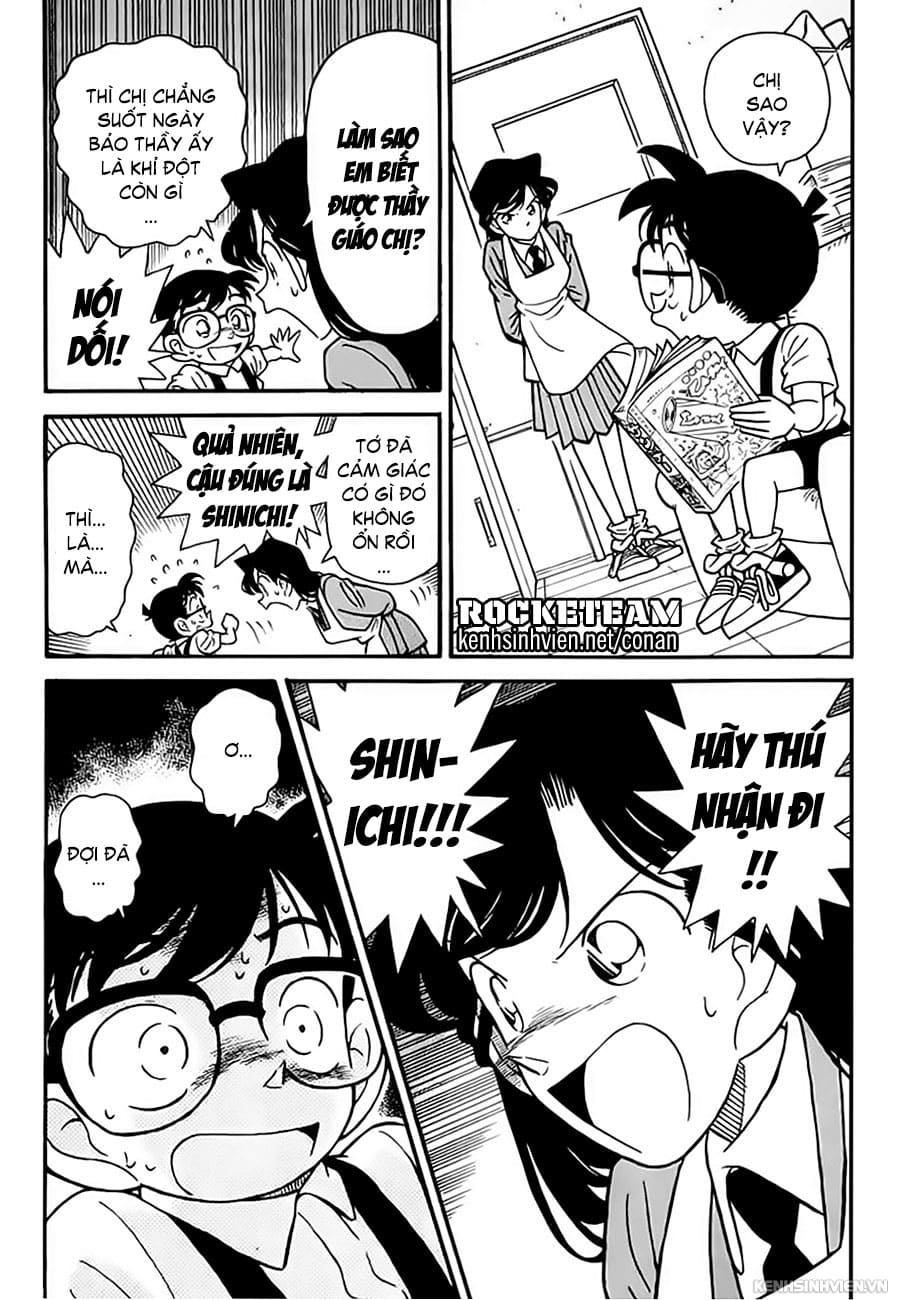 CHỊ
SAO
VẬY?
LÀM SAO
EM BIẾT
ĐƯỢC THẦY
GIÁO CHỊ?
THÌ CHỊ CHẲNG
SUỐT NGÀY
BẢO THẦY ẤY
LÀ KHỈ ĐỘT
CÒN GÌ
...
NÓI
DỐI!
TỚ ĐÃ
CẢM GIÁC
CÓ GÌ ĐÓ
KHÔNG
ỔN RỒI
...
QUẢ NHIÊN,
CẬU ĐÚNG LÀ
SHINICHI!
THÌ...
LÀ...
MÀ...
ROCKETEAM
kenhsinhvien.net/conan
HÃY THÚ
NHẬN ĐI
!!
SHIN-
ICHI!!!
Ơ...
ĐỢI ĐÃ
...
KENHSINHVIEN.VN